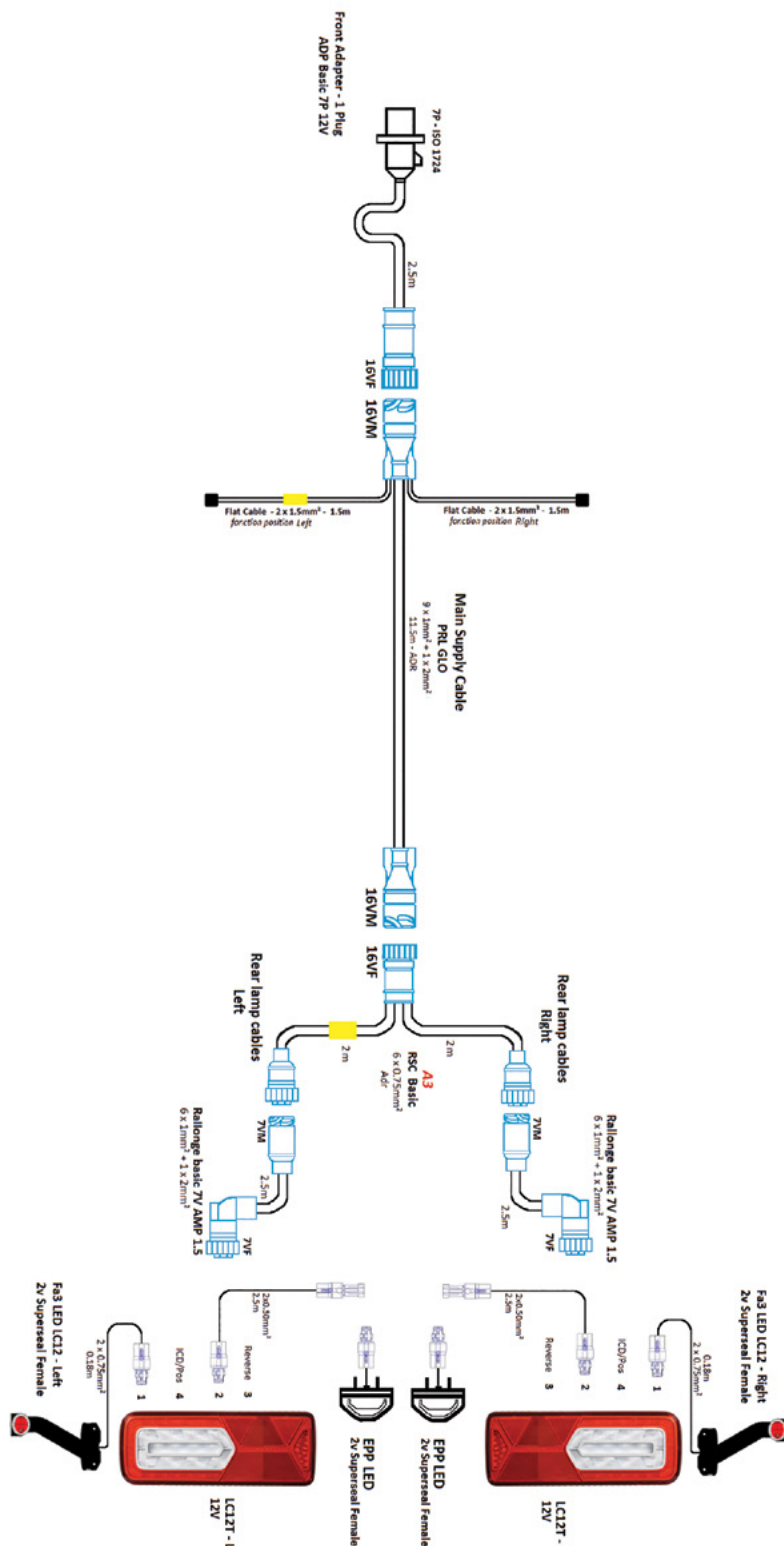 Front Adapter - 1 Plug
ADP Basic 7P 12V
7P - ISO 1724
2.5m
16VF
16VM
Flat Cable - 2 x 1.5mm² - 1.5m
fonction position Left
Flat Cable - 2 x 1.5mm² - 1.5m
fonction position Right
Main Supply Cable
PRL GLO
9 x 1mm² + 1 x 2mm²
11.5m - ADR
16VM
16VF
Rear lamp cables
Left
Rear lamp cables
Right
2m
2m
A3
RSC Basic
6 x 0.75mm²
Adr
7VM
2.5m
7VF
Rallonge basic 7V AMP 1.5
6 x 1mm² + 1 x 2mm²
7VM
2.5m
7VF
Rallonge basic 7V AMP 1.5
6 x 1mm² + 1 x 2mm²
2x0.50mm²
2.5m
2x0.50mm²
2.5m
Fa3 LED LC12 - Left
2v Superseal Female
2 x 0.75mm²
0.18m
1
ICD/Pos 4
2
Reverse 3
Fa3 LED LC12 - Right
2v Superseal Female
0.18m
2 x 0.75mm²
1
ICD/Pos 4
2
Reverse 3
EPP LED
2v Superseal Female
EPP LED
2v Superseal Female
LC12T -
12V
LC12T -
12V